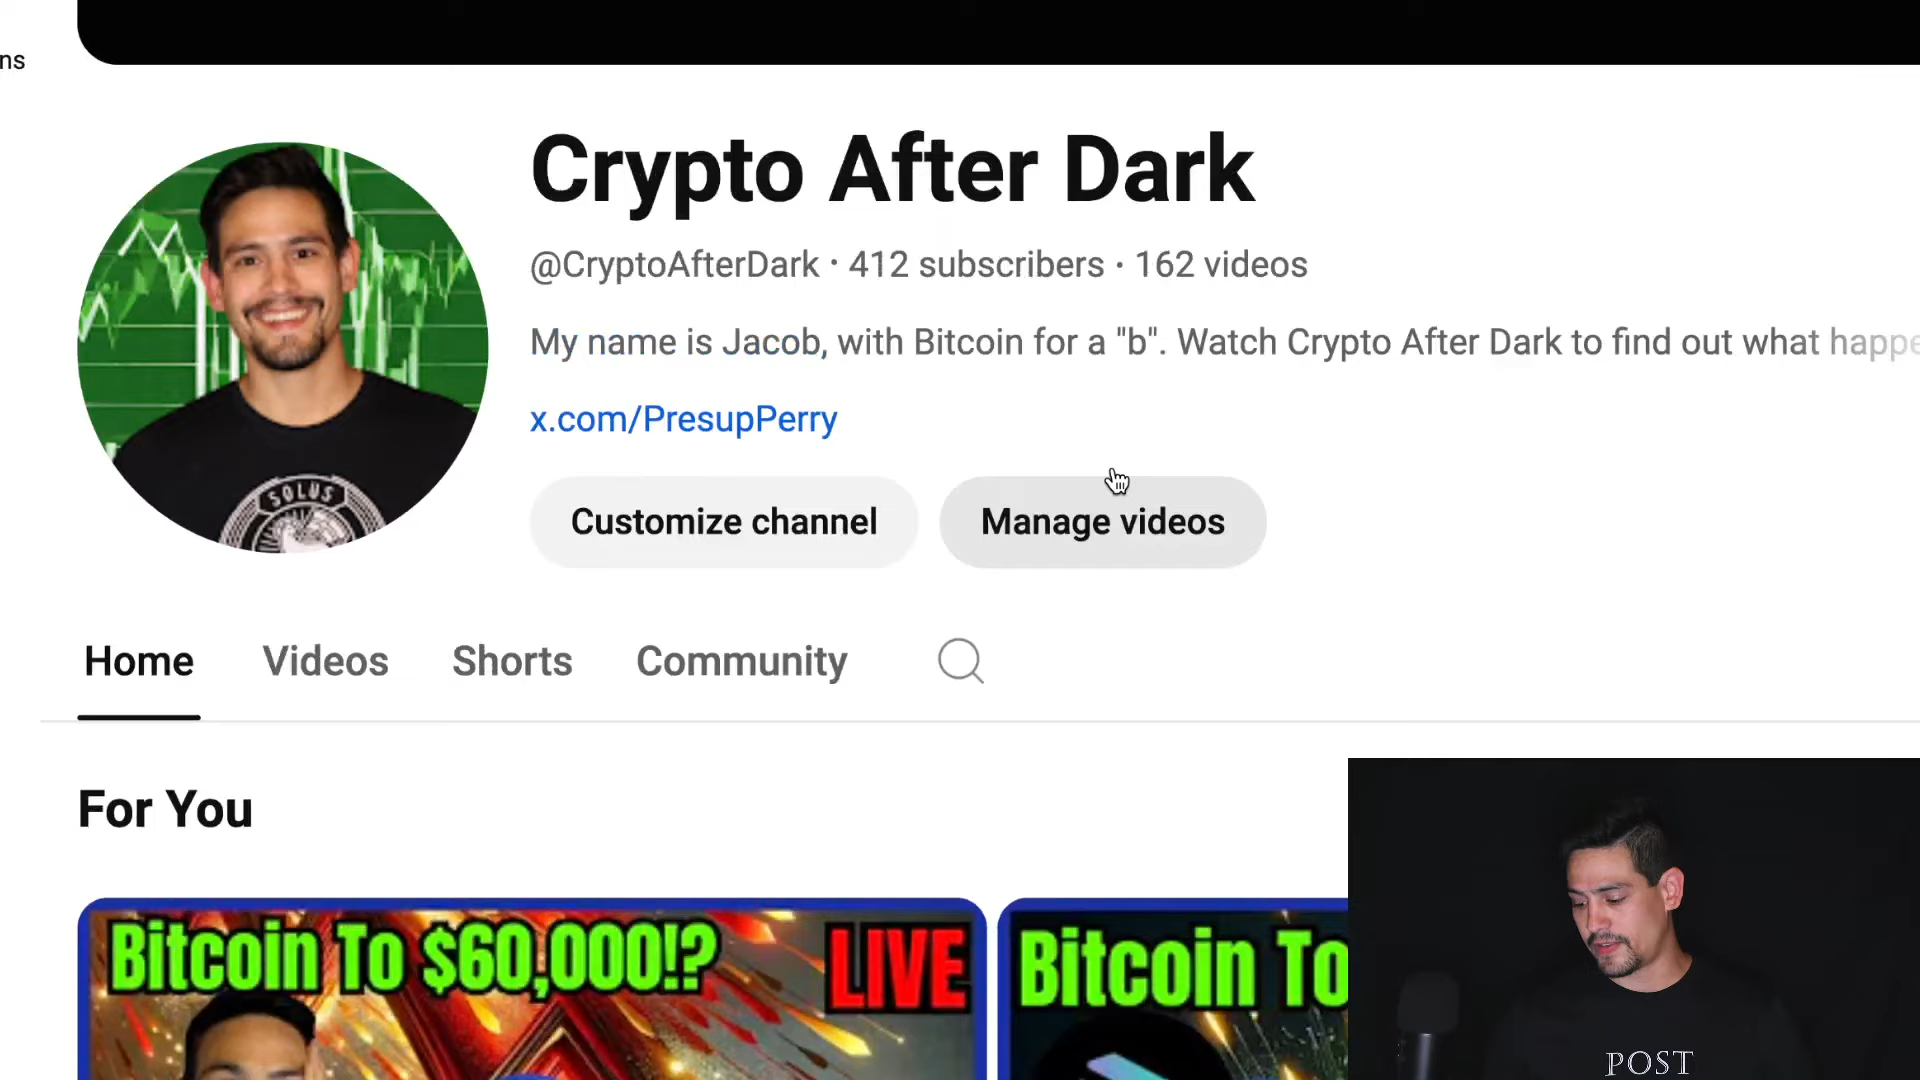 ns
Crypto After Dark
@CryptoAfterDark · 412 subscribers · 162 videos
My name is Jacob, with Bitcoin for a "b". Watch Crypto After Dark to find out what happe
x.com/PresupPerry
SOLUS
Customize channel
Manage videos
Home Videos Shorts Community
For You
Bitcoin To $60,000!? LIVE
Bitcoin To
POST